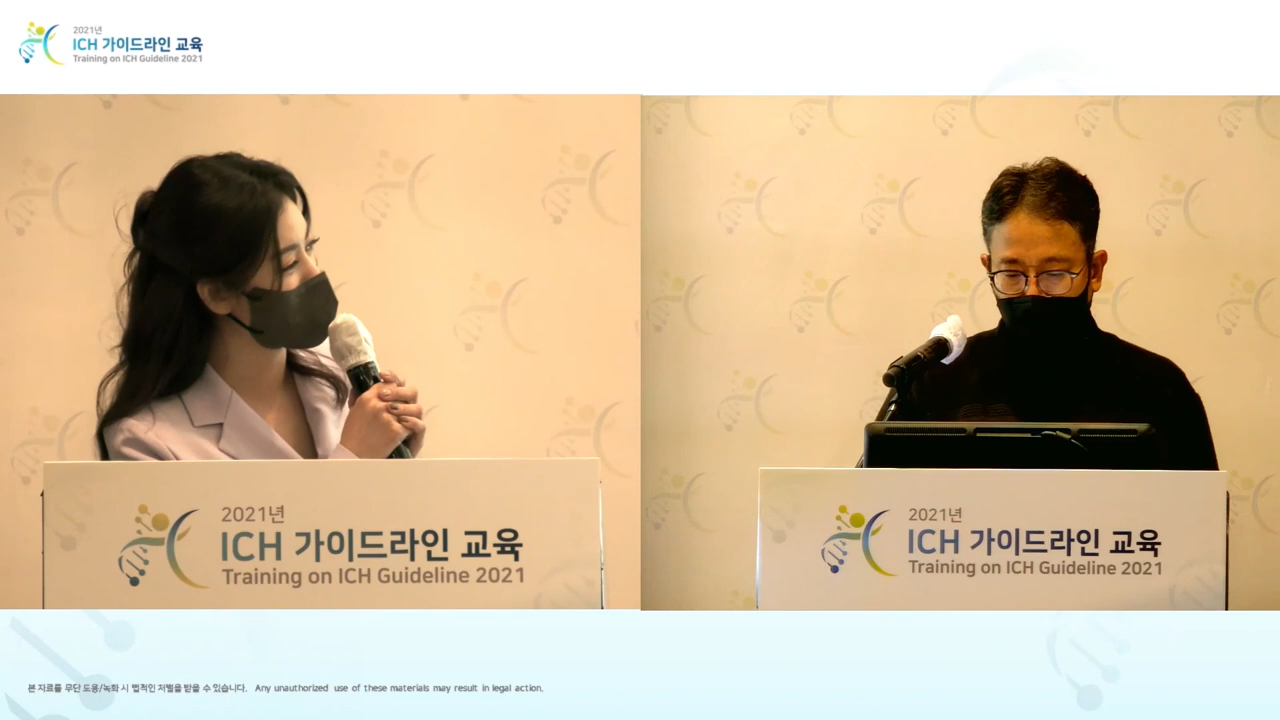 2021년
ICH 가이드라인 교육
Training on ICH Guideline 2021
2021년
ICH 가이드라인 교육
Training on ICH Guideline 2021
2021년
ICH 가이드라인 교육
Training on ICH Guideline 2021
본 자료를 무단 도용/녹화 시 법적인 처벌을 받을 수 있습니다. Any unauthorized use of these materials may result in legal action.